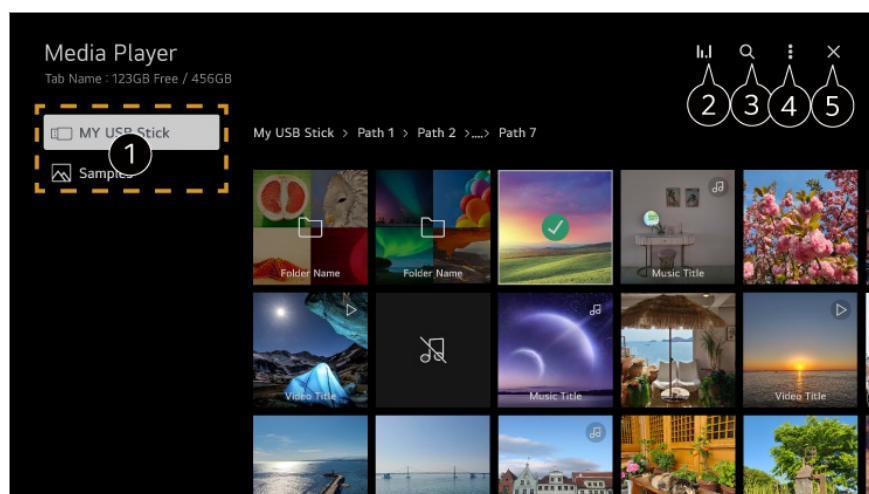 Media Player
Tab Name : 123GB Free / 456GB
2 3 4 5
MY USB Stick
1
Samples
My USB Stick > Path 1 > Path 2 >....> Path 7
Folder Name
Folder Name
Music Title
Video Title
Music Title
Video Title